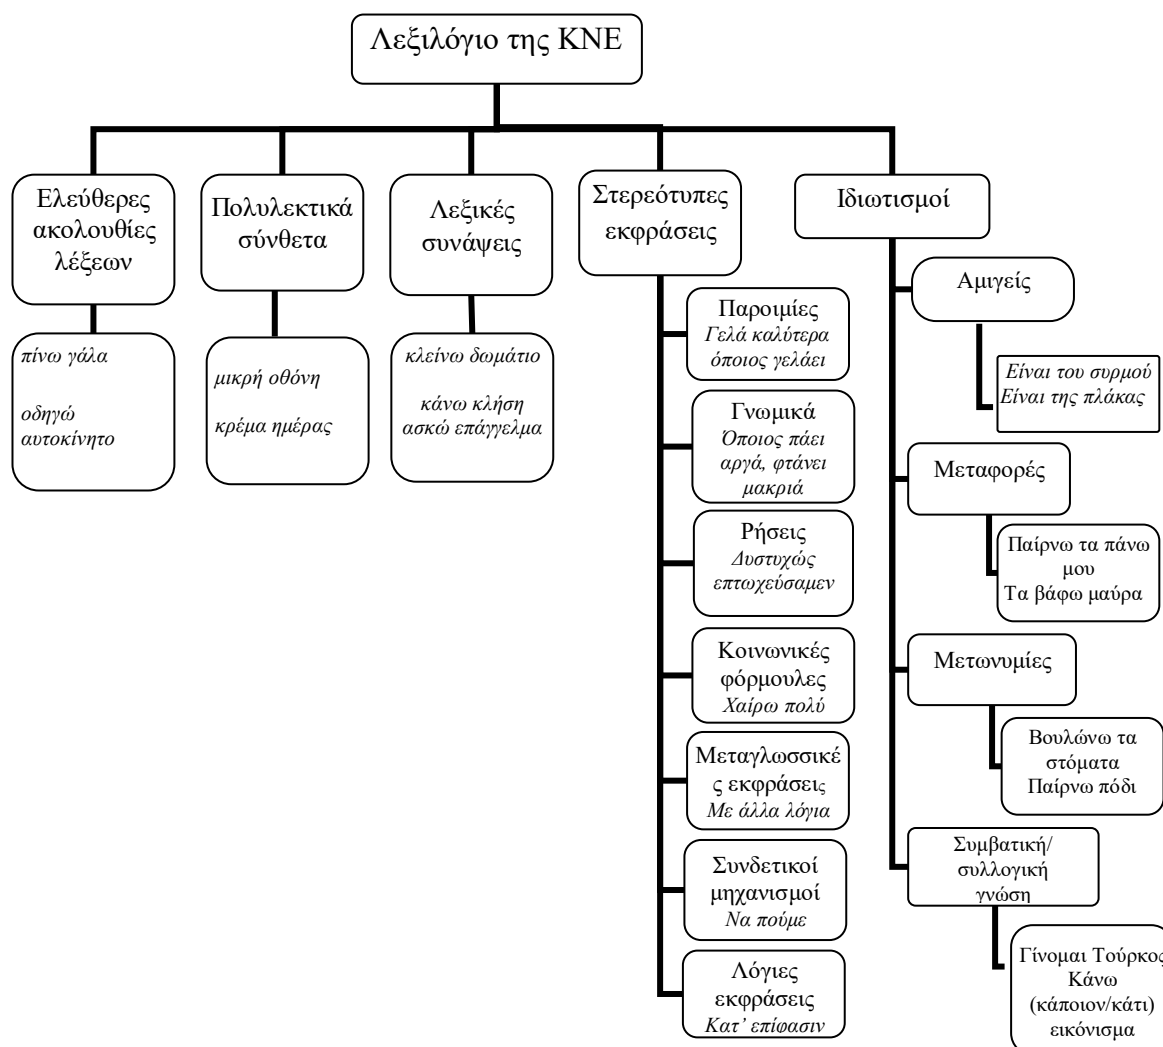 Λεξιλόγιο της ΚΝΕ
Ελεύθερες
ακολουθίες
λέξεων
πίνω γάλα
οδηγώ
αυτοκίνητο
Πολυλεκτικά
σύνθετα
μικρή οθόνη
κρέμα ημέρας
Λεξικές
συνάψεις
κλείνω δωμάτιο
κάνω κλήση
ασκώ επάγγελμα
Στερεότυπες
εκφράσεις
Παροιμίες
Γελά καλύτερα
όποιος γελάει
Γνωμικά
Όποιος πάει
αργά, φτάνει
μακριά
Ρήσεις
Δυστυχώς
επτωχεύσαμεν
Κοινωνικές
φόρμουλες
Χαίρω πολύ
Μεταγλωσσικέ
ς εκφράσεις
Με άλλα λόγια
Συνδετικοί
μηχανισμοί
Να πούμε
Λόγιες
εκφράσεις
Κατ’ επίφασιν
Ιδιωτισμοί
Αμιγείς
Είναι του συρμού
Είναι της πλάκας
Μεταφορές
Παίρνω τα πάνω
μου
Τα βάφω μαύρα
Μετωνυμίες
Βουλώνω τα
στόματα
Παίρνω πόδι
Συμβατική/
συλλογική
γνώση
Γίνομαι Τούρκος
Κάνω
(κάποιον/κάτι)
εικόνισμα